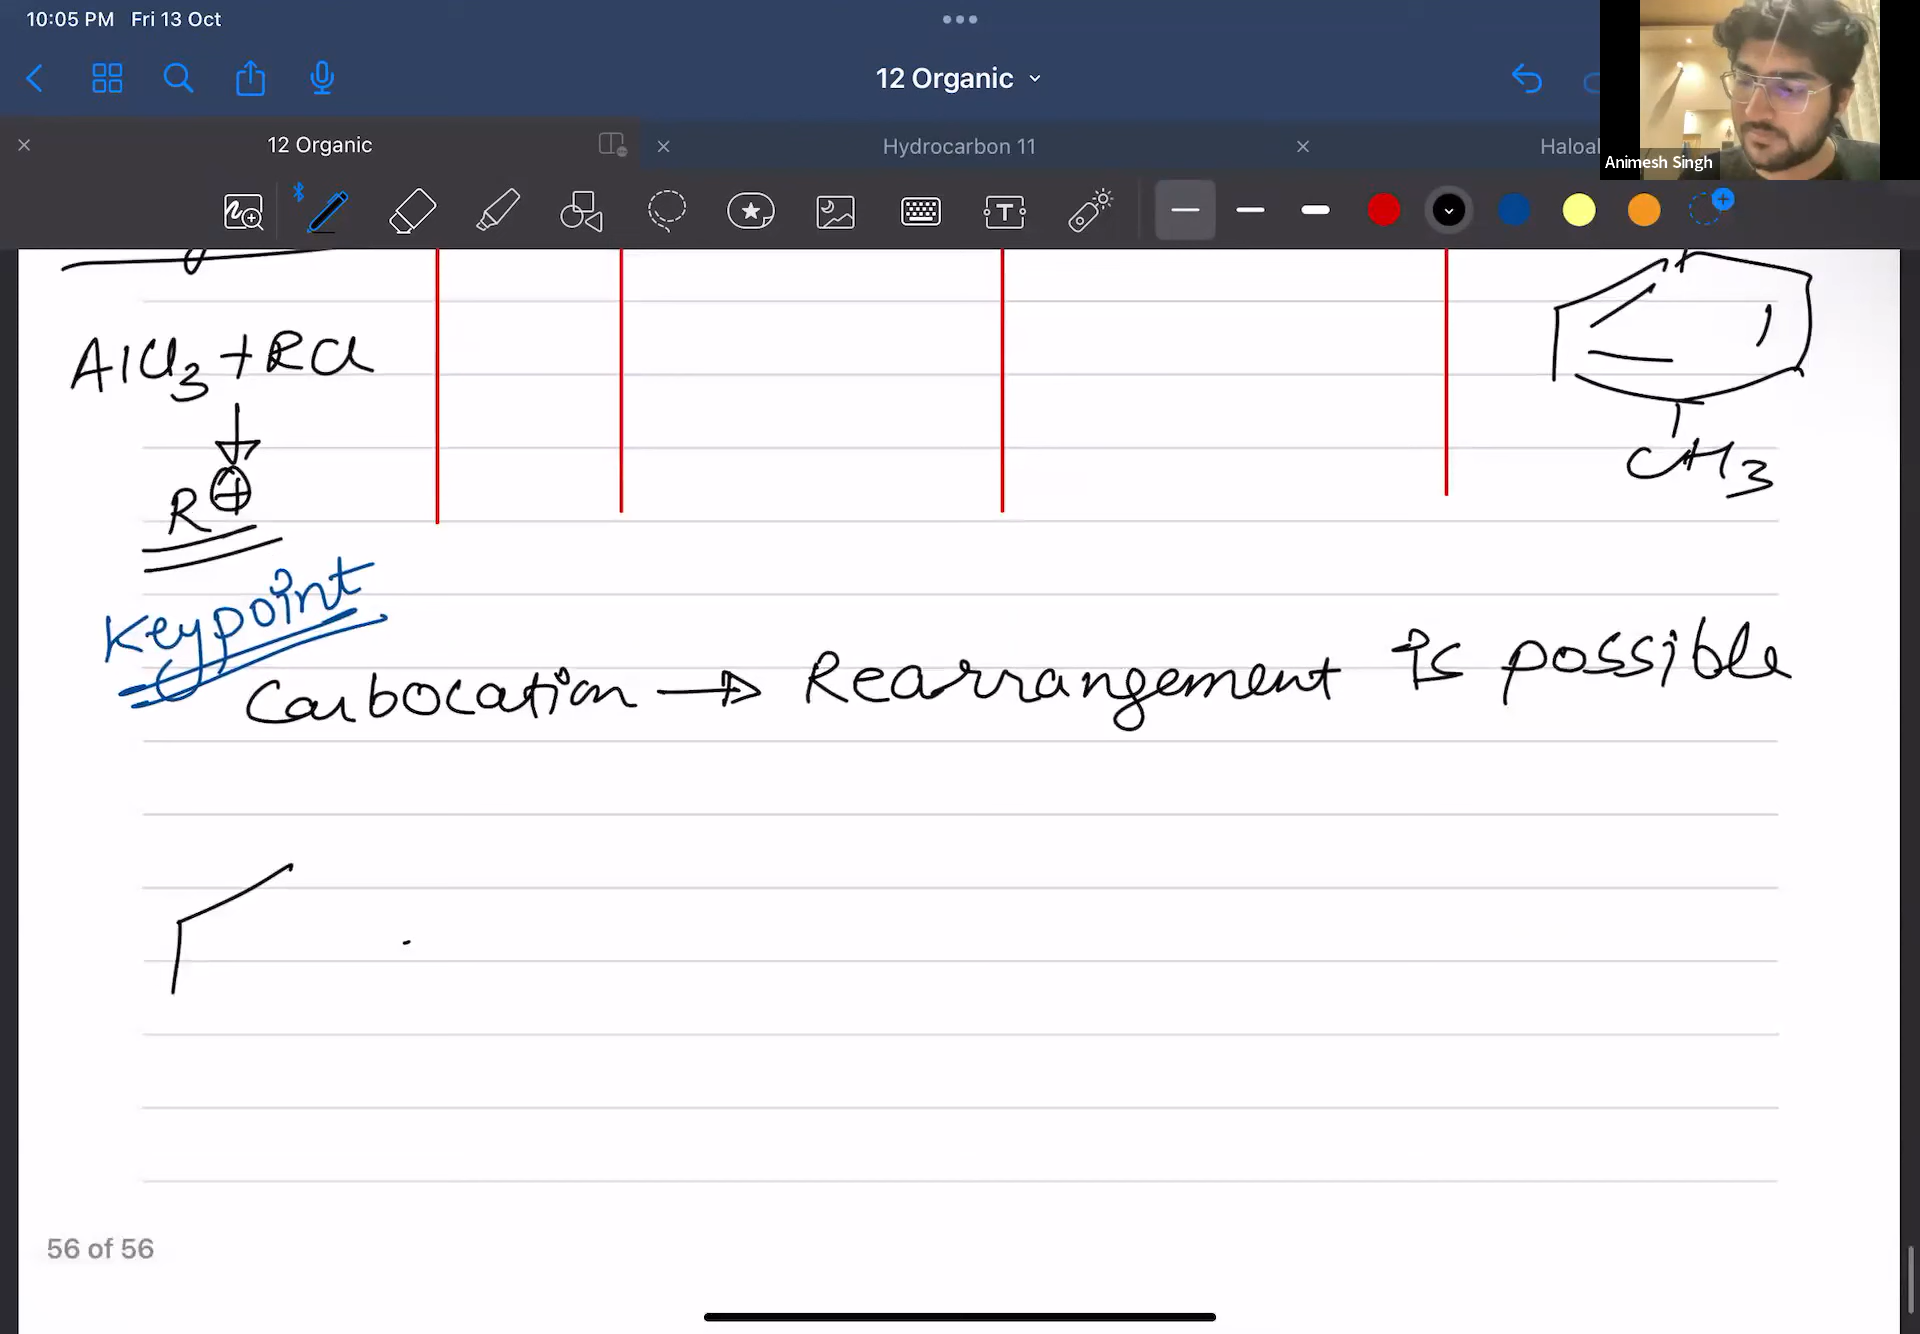 10:05 PM Fri 13 Oct
12 Organic
12 Organic
Hydrocarbon 11
Haloal
Animesh Singh
AlCl3 + RCl
R⊕
CH3
Keypoint
Carbocation → Rearrangement is possible
56 of 56